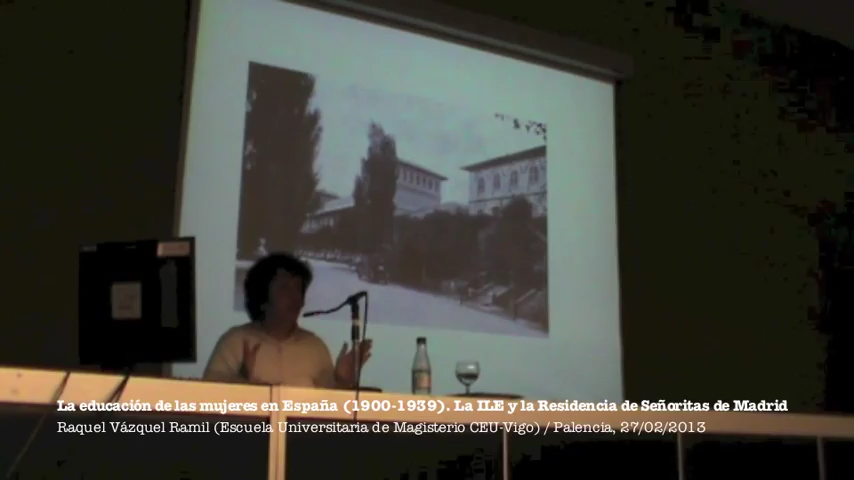 La educación de las mujeres en España (1900-1939). La ILE y la Residencia de Señoritas de Madrid
Raquel Vázquel Ramil (Escuela Universitaria de Magisterio CEU-Vigo) / Palencia, 27/02/2013